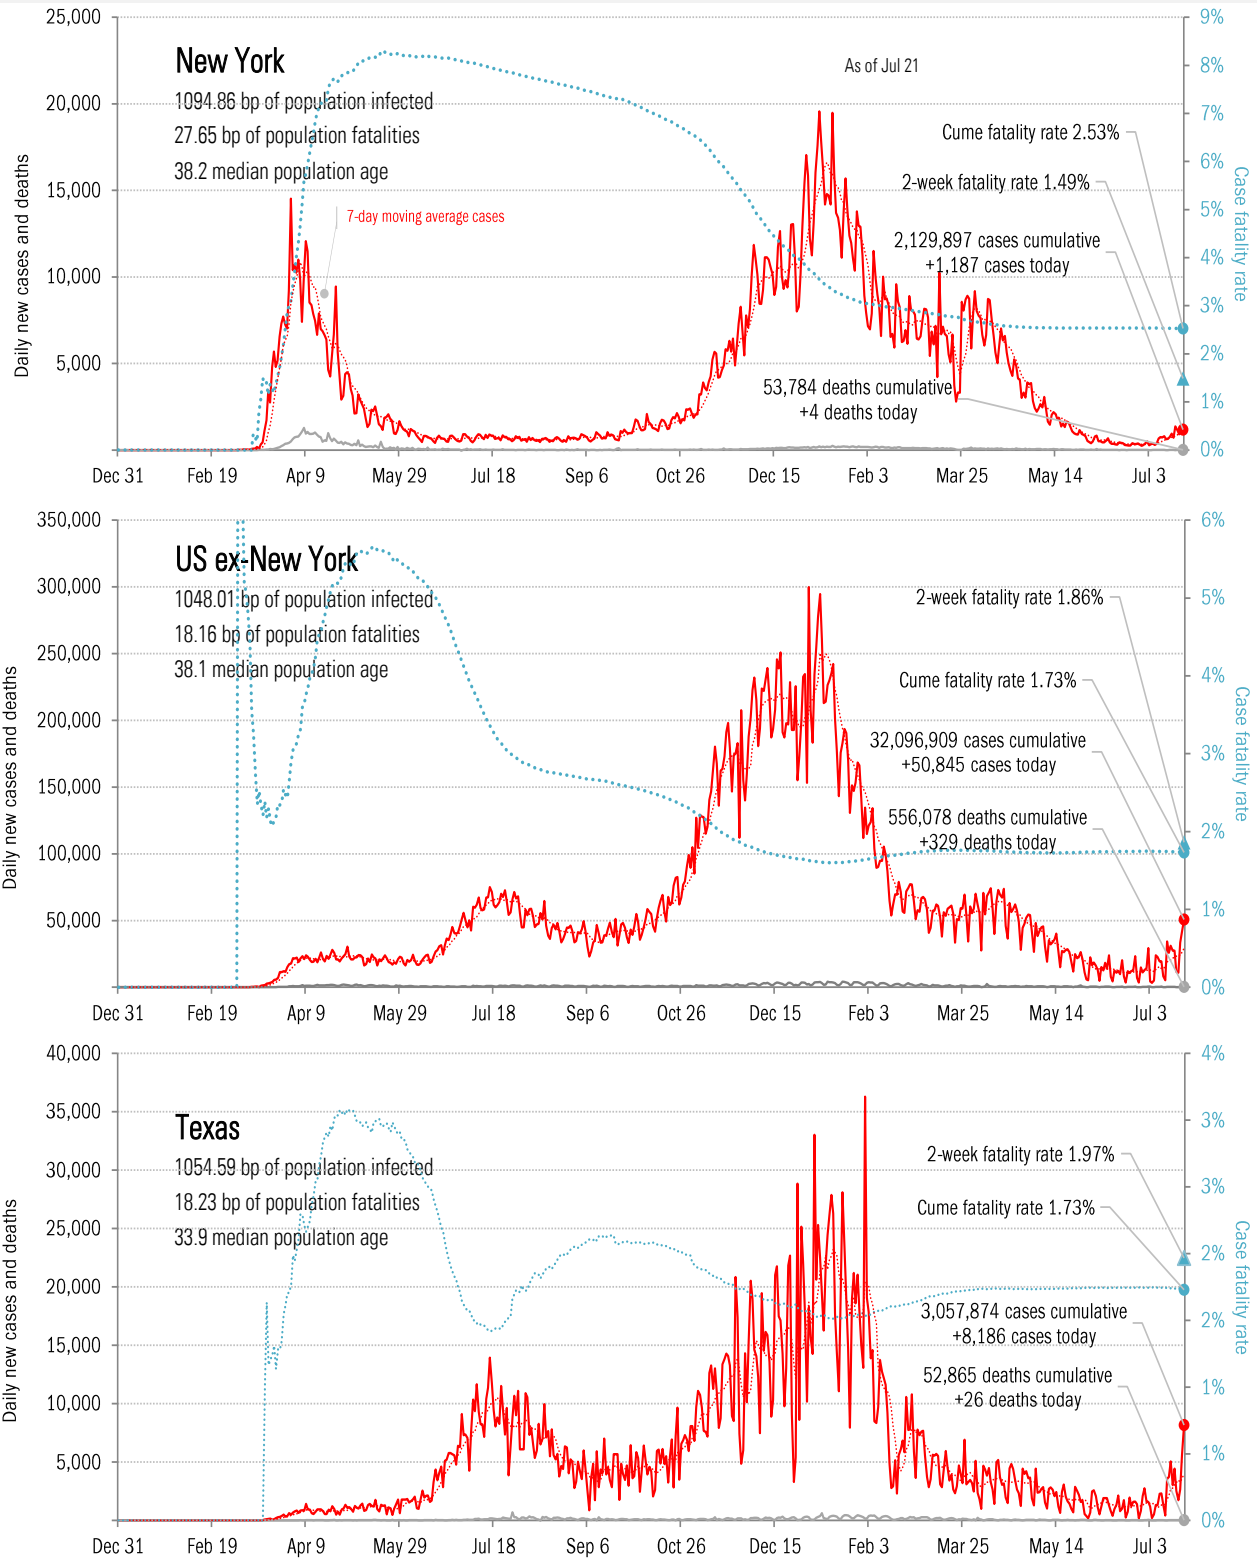 25,000
9%
New York
As of Jul 21
8%
20,000
1094.86 bp of population infected
7%
27.65 bp of population fatalities
Cume fatality rate 2.53%
38.2 median population age
6%
2-week fatality rate 1.49%
15,000
7-day moving average cases
5%
2,129,897 cases cumulative
+1,187 cases today
4%
10,000
3%
2%
5,000
53,784 deaths cumulative
+4 deaths today
1%
0%
Daily new cases and deaths
Case fatality rate
Dec 31 Feb 19 Apr 9 May 29 Jul 18 Sep 6 Oct 26 Dec 15 Feb 3 Mar 25 May 14 Jul 3
350,000
6%
US ex-New York
300,000
1048.01 bp of population infected
2-week fatality rate 1.86%
5%
18.16 bp of population fatalities
250,000
38.1 median population age
Cume fatality rate 1.73%
4%
200,000
32,096,909 cases cumulative
+50,845 cases today
3%
150,000
556,078 deaths cumulative
+329 deaths today
2%
100,000
50,000
1%
0%
Daily new cases and deaths
Case fatality rate
Dec 31 Feb 19 Apr 9 May 29 Jul 18 Sep 6 Oct 26 Dec 15 Feb 3 Mar 25 May 14 Jul 3
40,000
4%
35,000
Texas
3%
2-week fatality rate 1.97%
30,000
1054.59 bp of population infected
3%
18.23 bp of population fatalities
Cume fatality rate 1.73%
25,000
33.9 median population age
2%
20,000
3,057,874 cases cumulative
+8,186 cases today
2%
15,000
52,865 deaths cumulative
+26 deaths today
1%
10,000
1%
5,000
0%
Daily new cases and deaths
Case fatality rate
Dec 31 Feb 19 Apr 9 May 29 Jul 18 Sep 6 Oct 26 Dec 15 Feb 3 Mar 25 May 14 Jul 3